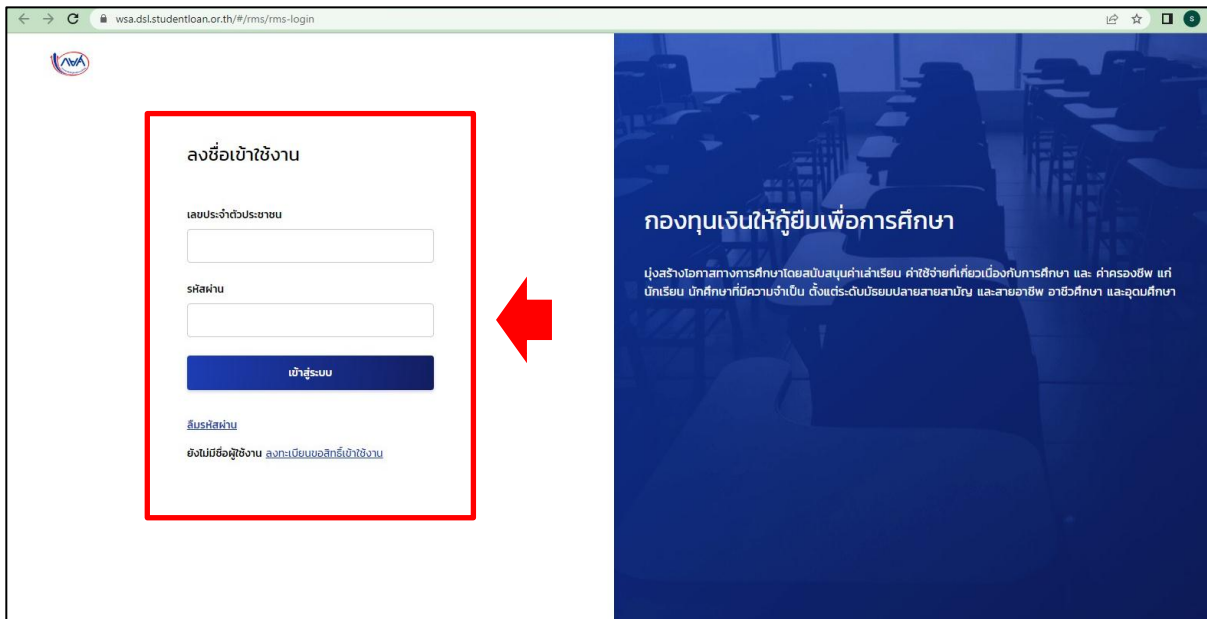 wsa.dsl.studentloan.or.th/#/rms/rms-login
S
กยศ
ลงชื่อเข้าใช้งาน
เลขประจำตัวประชาชน
รหัสผ่าน
เข้าสู่ระบบ
ลืมรหัสผ่าน
ยังไม่มีชื่อผู้ใช้งาน ลงทะเบียนขอสิทธิ์เข้าใช้งาน
กองทุนเงินให้กู้ยืมเพื่อการศึกษา
มุ่งสร้างโอกาสทางการศึกษาโดยสนับสนุนค่าเล่าเรียน ค่าใช้จ่ายที่เกี่ยวเนื่องกับการศึกษา และ ค่าครองชีพ แก่
นักเรียน นักศึกษาที่มีความจำเป็น ตั้งแต่ระดับมัธยมปลายสายสามัญ และสายอาชีพ อาชีวศึกษา และอุดมศึกษา